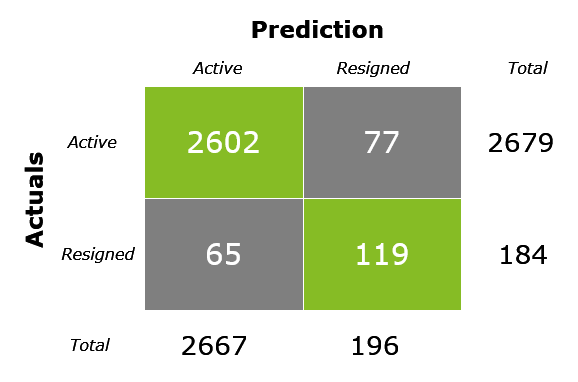 Prediction
Active Resigned Total
Actuals
Active 2602 77 2679
Resigned 65 119 184
Total 2667 196